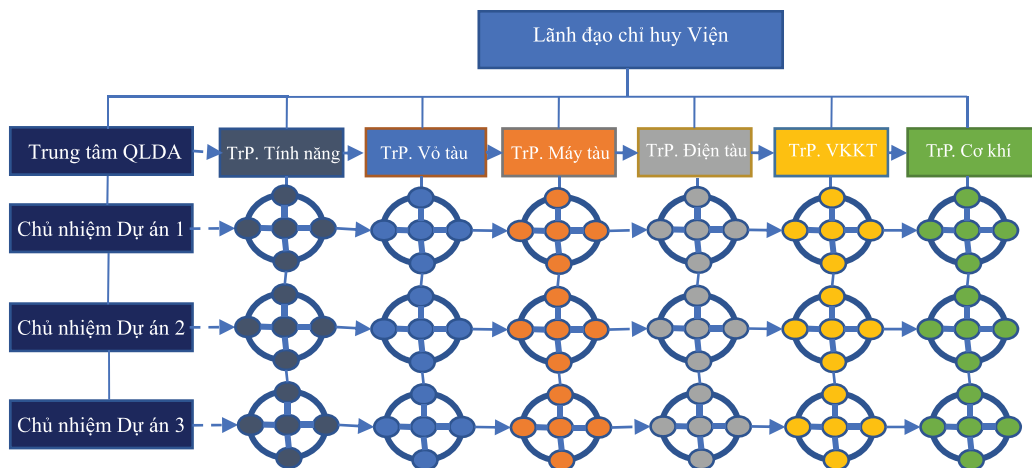 Lãnh đạo chỉ huy Viện
Trung tâm QLDA
TrP. Tính năng
TrP. Vỏ tàu
TrP. Máy tàu
TrP. Điện tàu
TrP. VKKT
TrP. Cơ khí
Chủ nhiệm Dự án 1
Chủ nhiệm Dự án 2
Chủ nhiệm Dự án 3